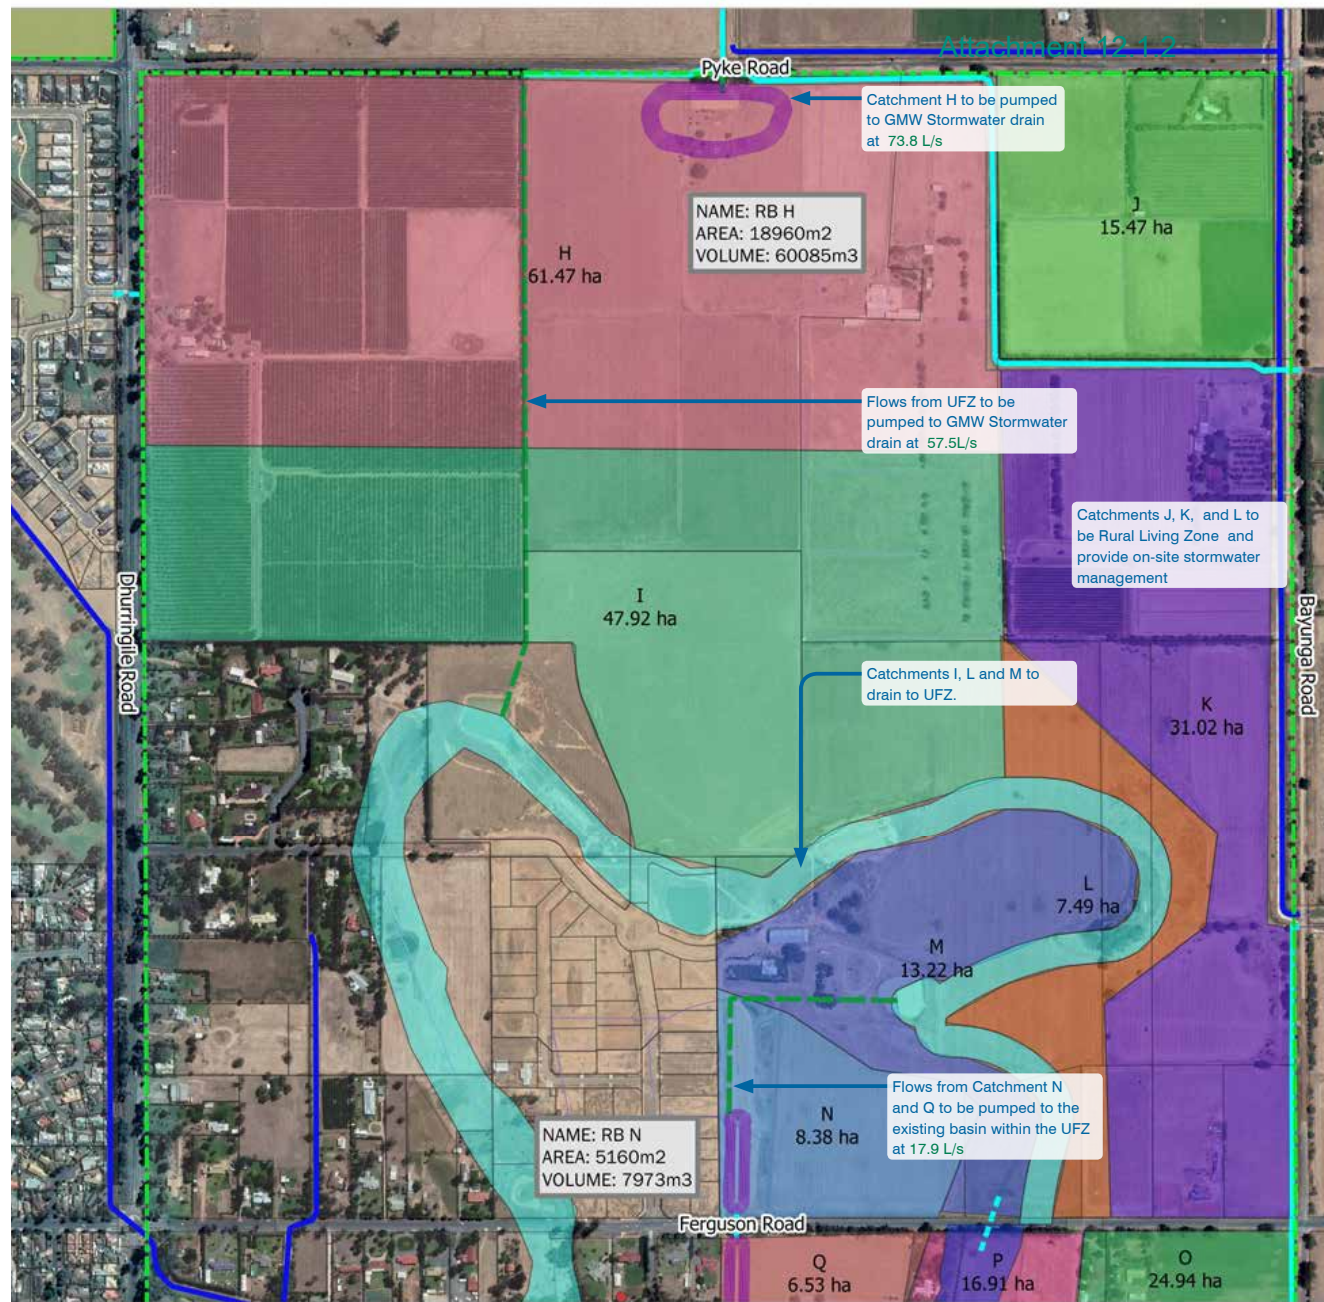 Attachment 12.1.2
Pyke Road
Catchment H to be pumped
to GMW Stormwater drain
at 73.8 L/s
NAME: RB H
AREA: 18960m2
VOLUME: 60085m3
J
15.47 ha
H
61.47 ha
Flows from UFZ to be
pumped to GMW Stormwater
drain at 57.5L/s
Catchments J, K, and L to
be Rural Living Zone and
provide on-site stormwater
management
Dhurringile Road
I
47.92 ha
Bayunga Road
Catchments I, L and M to
drain to UFZ.
K
31.02 ha
L
7.49 ha
M
13.22 ha
Flows from Catchment N
and Q to be pumped to the
existing basin within the UFZ
at 17.9 L/s
N
8.38 ha
NAME: RB N
AREA: 5160m2
VOLUME: 7973m3
Ferguson Road
Q
6.53 ha
P
16.91 ha
O
24.94 ha